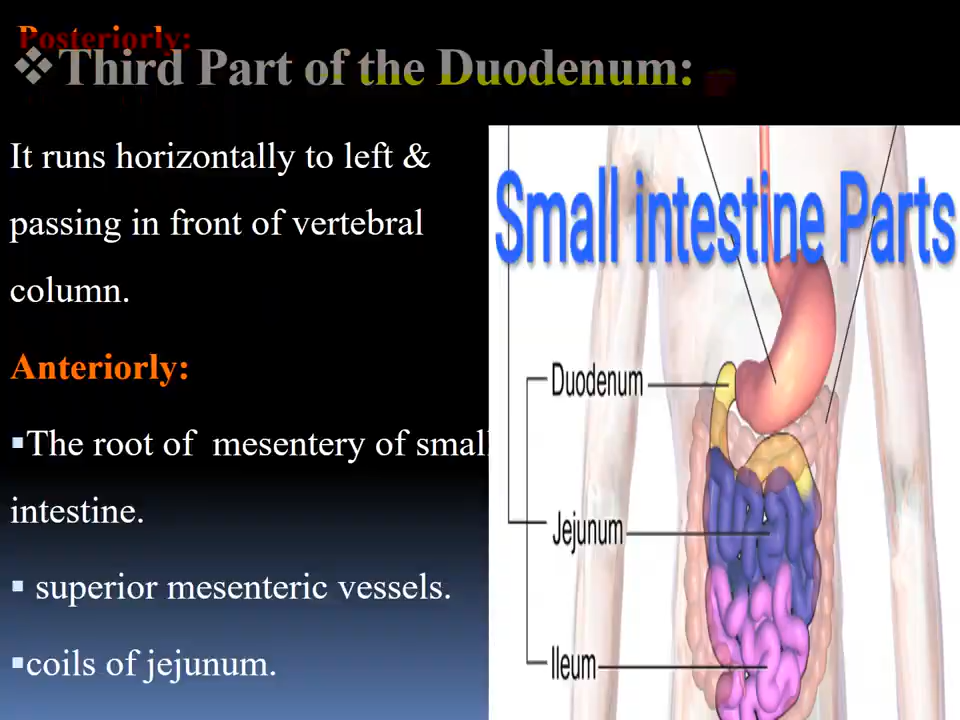 Posteriorly:
❖Third Part of the Duodenum:
It runs horizontally to left &
passing in front of vertebral
column.
Anteriorly:
▪The root of mesentery of small
intestine.
▪ superior mesenteric vessels.
▪coils of jejunum.
Small intestine Parts
Duodenum
Jejunum
Ileum